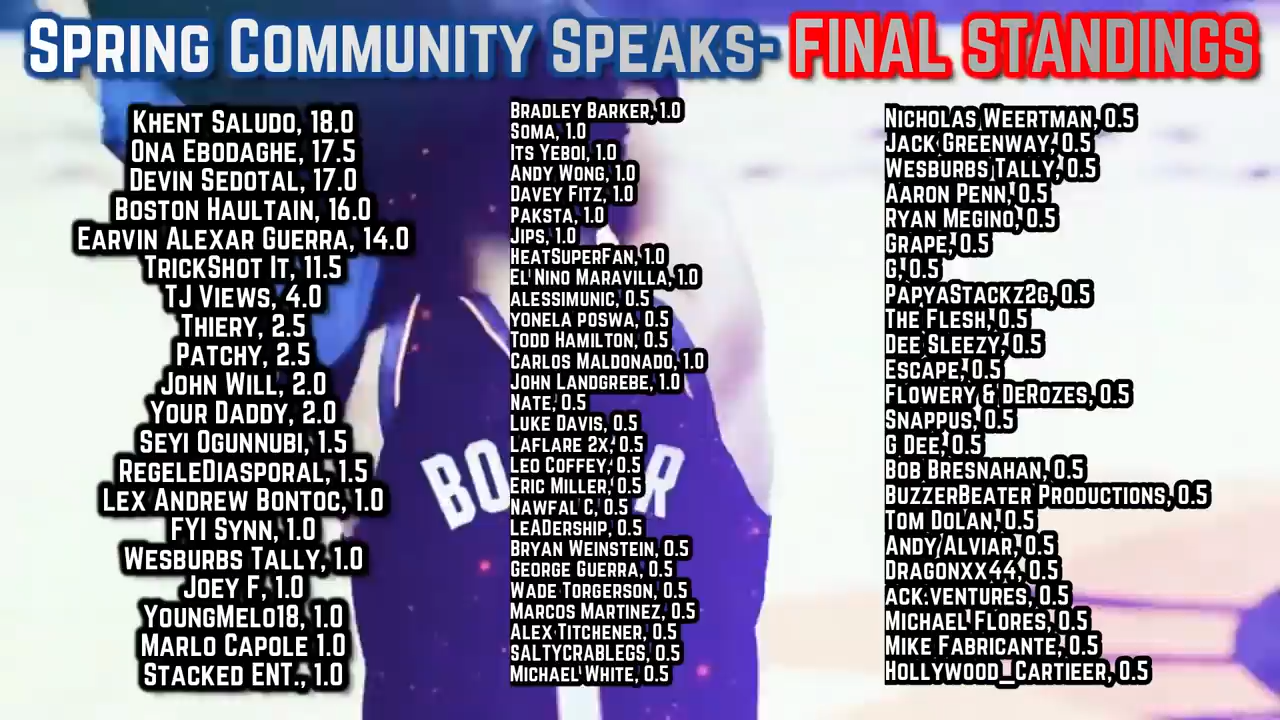 Spring Community Speaks- FINAL STANDINGS
Khent Saludo, 18.0
Ona Ebodaghe, 17.5
Devin Sedotal, 17.0
Boston Haultain, 16.0
Earvin Alexar Guerra, 14.0
TrickShot It, 11.5
TJ Views, 4.0
Thiery, 2.5
Patchy, 2.5
John Will, 2.0
Your Daddy, 2.0
Seyi Ogunnubi, 1.5
RegeleDiasporal, 1.5
Lex Andrew Bontoc, 1.0
FYI Synn, 1.0
Wesburbs Tally, 1.0
Joey F, 1.0
YoungMelo18, 1.0
Marlo Capole 1.0
Stacked Ent., 1.0
Bradley Barker, 1.0
Soma, 1.0
Its Yeboi, 1.0
Andy Wong, 1.0
Davey Fitz, 1.0
Paksta, 1.0
Jips, 1.0
HeatSuperFan, 1.0
El Nino Maravilla, 1.0
alessimunic, 0.5
yonela poswa, 0.5
Todd Hamilton, 0.5
Carlos Maldonado, 1.0
John Landgrebe, 1.0
Nate, 0.5
Luke Davis, 0.5
Laflare 2x, 0.5
Leo Coffey, 0.5
Eric Miller, 0.5
Nawfal C, 0.5
LeADership, 0.5
Bryan Weinstein, 0.5
George Guerra, 0.5
Wade Torgerson, 0.5
Marcos Martinez, 0.5
Alex Titchener, 0.5
saltycrablegs, 0.5
Michael White, 0.5
Nicholas Weertman, 0.5
Jack Greenway, 0.5
Wesburbs Tally, 0.5
Aaron Penn, 0.5
Ryan Megino, 0.5
Grape, 0.5
G, 0.5
PapyaStackz2g, 0.5
The Flesh, 0.5
Dee Sleezy, 0.5
Escape, 0.5
Flowery & DeRozes, 0.5
Snappus, 0.5
G Dee, 0.5
Bob Bresnahan, 0.5
BuzzerBeater Productions, 0.5
Tom Dolan, 0.5
Andy Alviar, 0.5
Dragonxx44, 0.5
ack.ventures, 0.5
Michael Flores, 0.5
Mike Fabricante, 0.5
Hollywood_Cartieer, 0.5